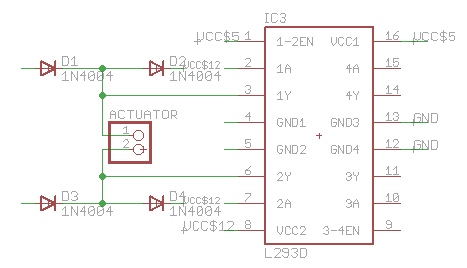 IC3
VCC$5 1 1-2EN VCC1 16 VCC$5
D1 D2 VCC$12 2 1A 4A 15
1N4004 1N4004
3 1Y 4Y 14
ACTUATOR
1
2
4 GND1 GND3 13 GND
5 GND2 GND4 12 GND
6 2Y 3Y 11
D3 D4 VCC$12 7 2A 3A 10
1N4004 1N4004
VCC$12 8 VCC2 3-4EN 9
L293D